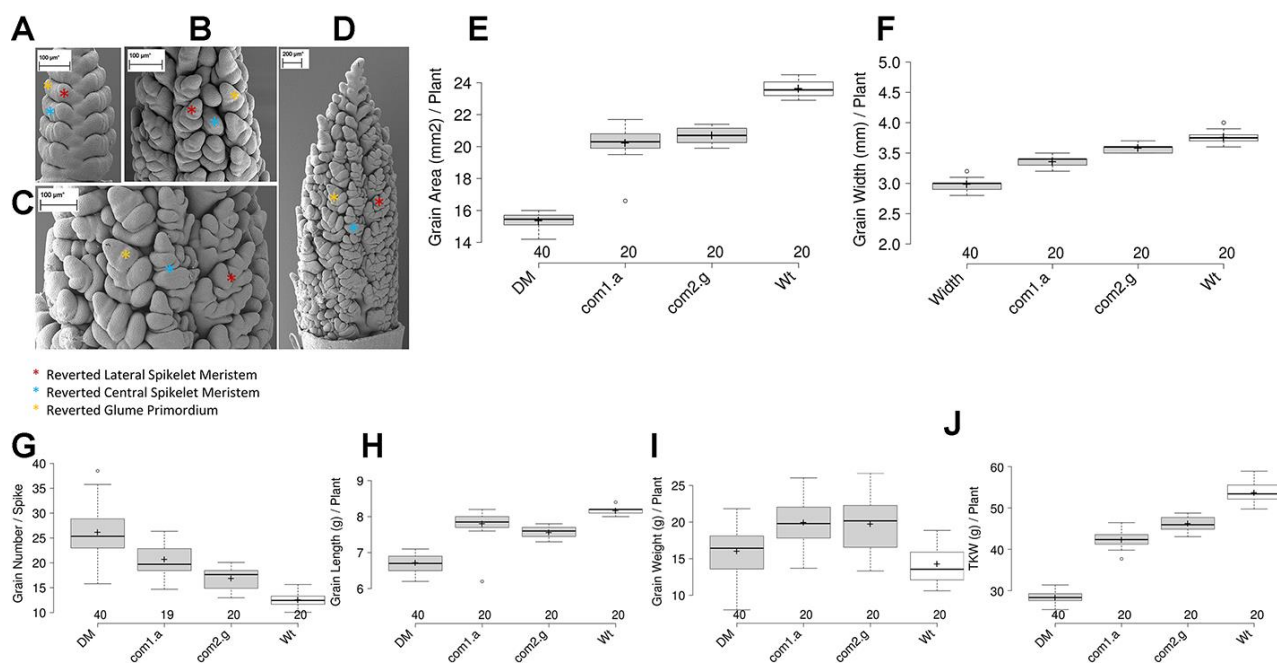 A
B
D
E
F
100 µm*
100 µm*
200 µm*
C
100 µm*
* Reverted Lateral Spikelet Meristem
* Reverted Central Spikelet Meristem
* Reverted Glume Primordium
Grain Area (mm2) / Plant
24
22
20
18
16
14
40
20
20
20
DM
com1.a
com2-g
Wt
Grain Width (mm) / Plant
5.0
4.5
4.0
3.5
3.0
2.5
2.0
40
20
20
20
Width
com1.a
com2-g
Wt
G
H
I
J
Grain Number / Spike
40
35
30
25
20
15
10
40
19
20
20
DM
com1.a
com2-g
Wt
Grain Length (g) / Plant
9
8
7
6
40
20
20
20
DM
com1.a
com2-g
Wt
Grain Weight (g) / Plant
25
20
15
10
40
20
20
20
DM
com1.a
com2-g
Wt
TKW (g) / Plant
60
50
40
30
40
20
20
20
DM
com1.a
com2-g
Wt